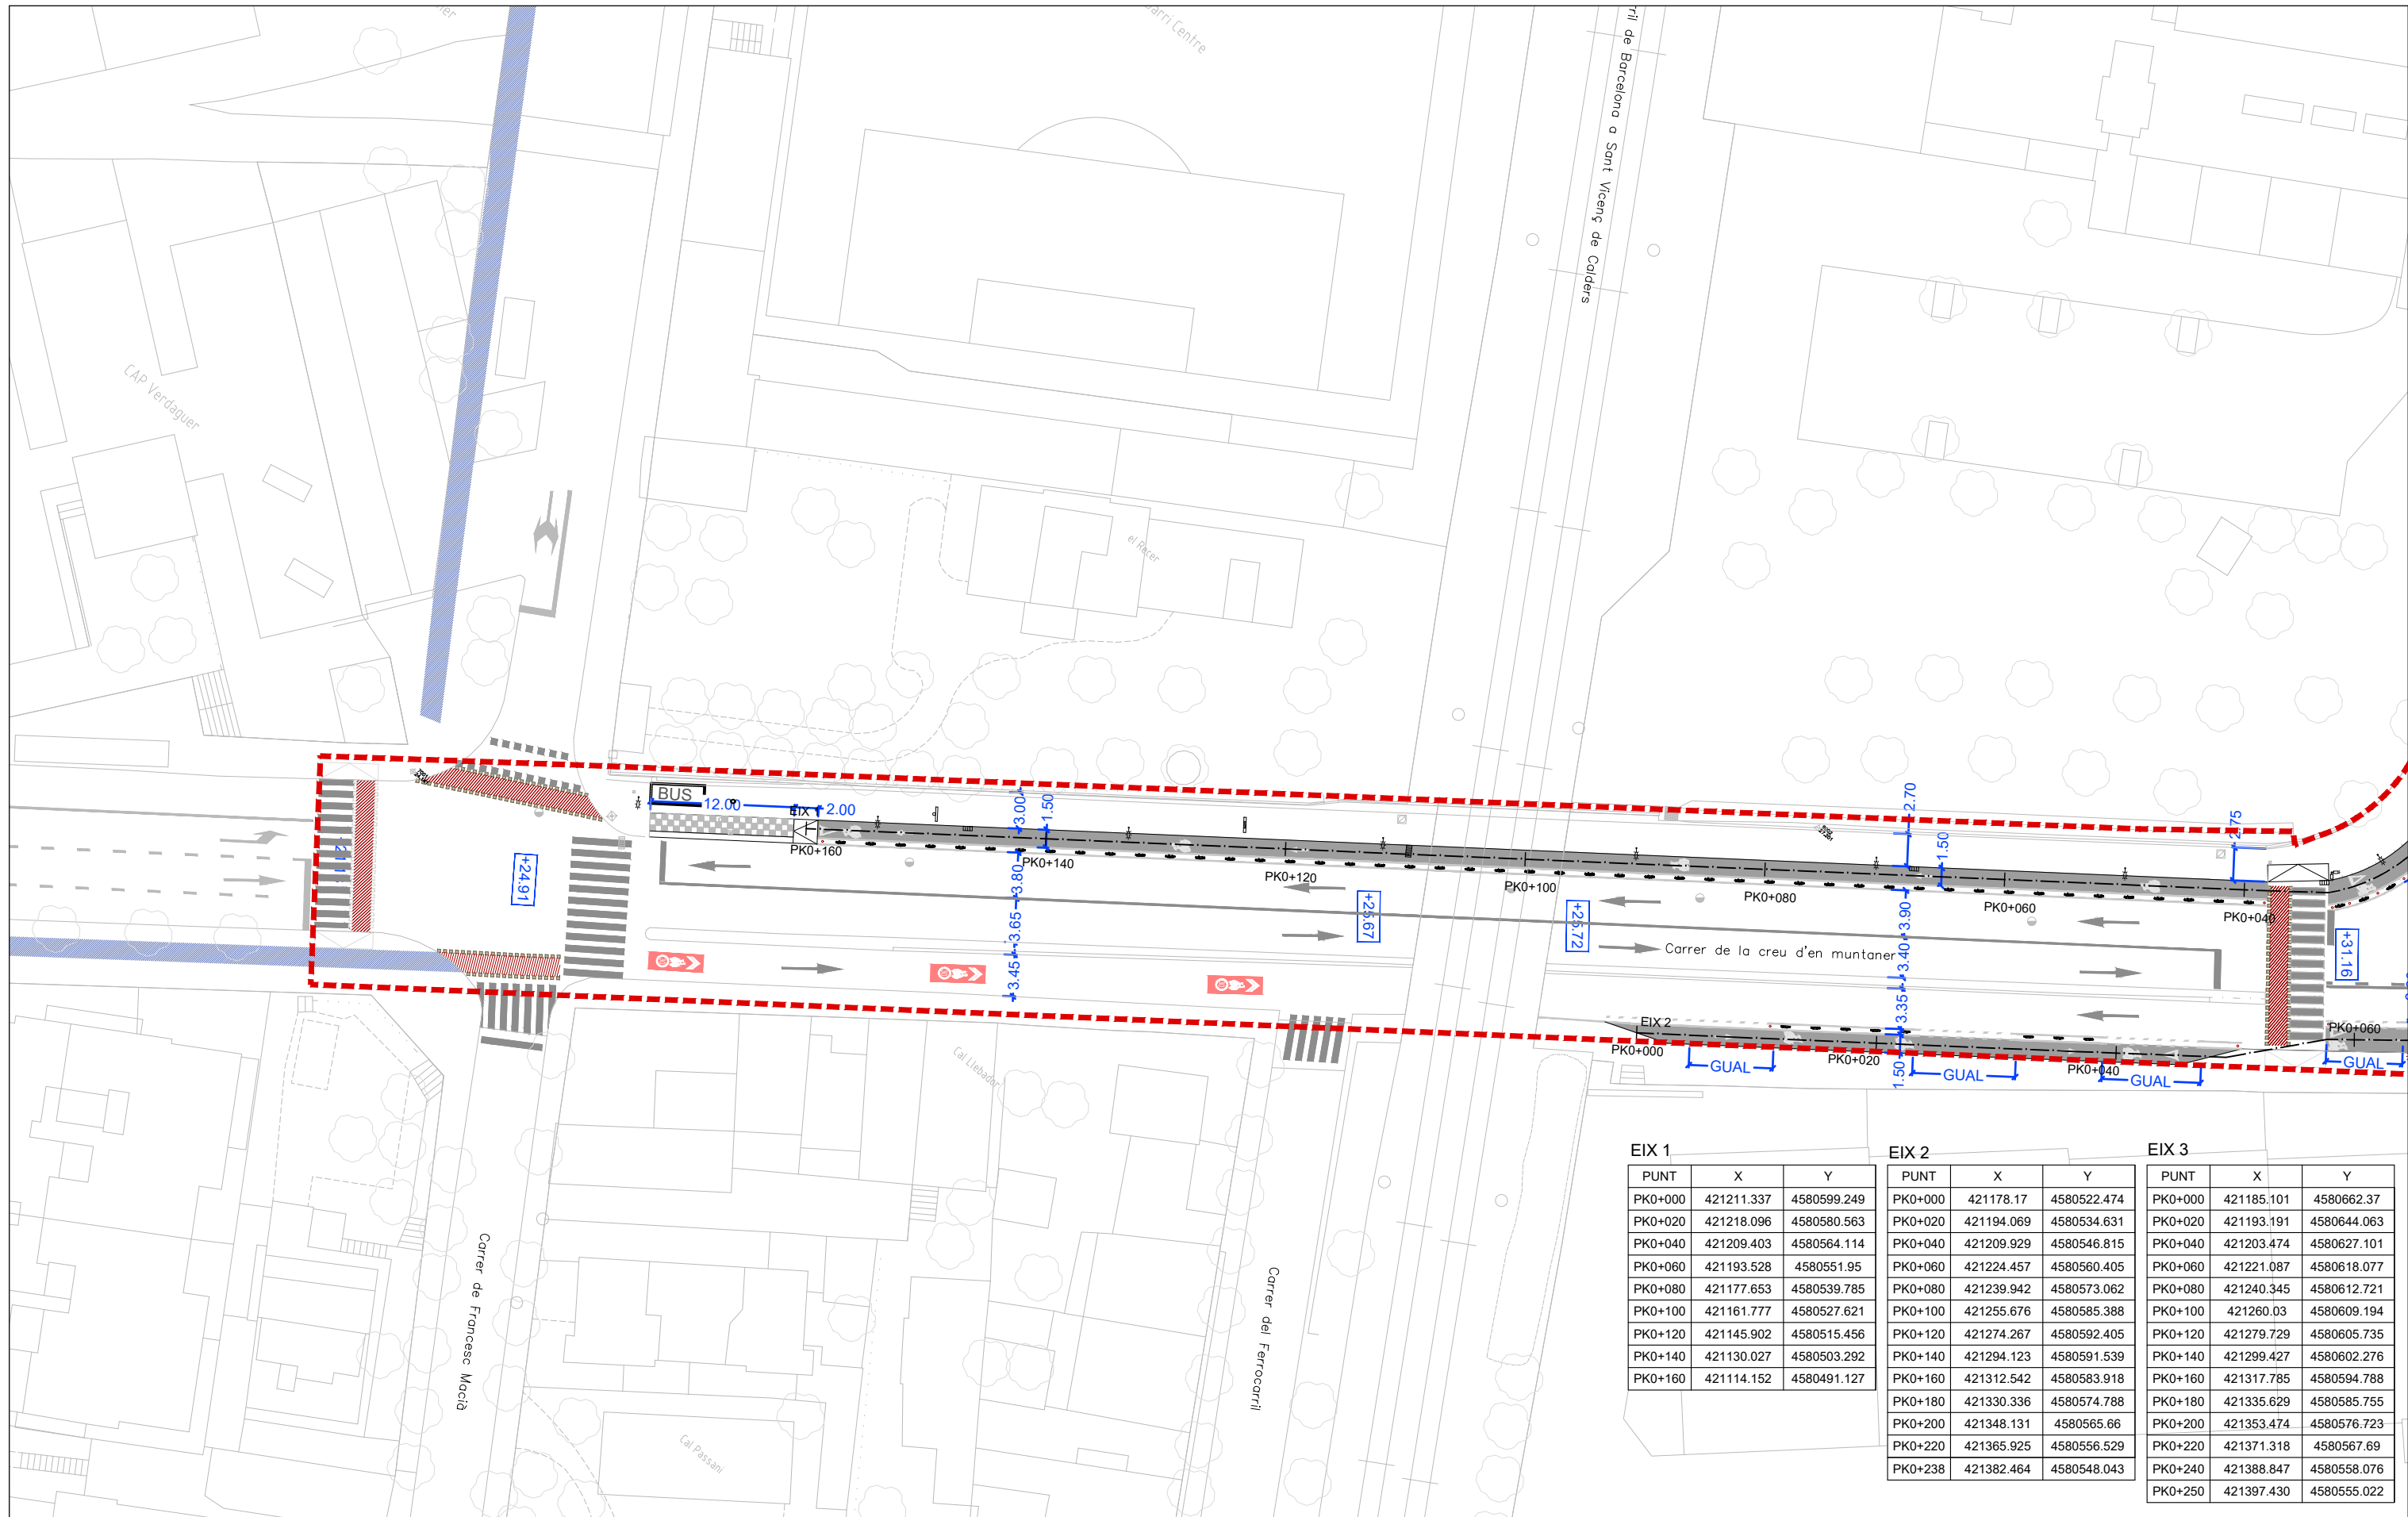 rril de Barcelona a Sant Vicenç de Calders
CAP Verdaguer
el Recer
BUS
12.00
2.00
EIX 1
3.00
1.50
PK0+160
PK0+140
PK0+120
PK0+100
PK0+080
PK0+060
PK0+040
2.70
1.50
2.75
+24.91
3.80
3.65
3.45
+25.67
+25.72
3.90
3.40
3.35
1.50
Carrer de la creu d'en muntaner
+31.16
EIX 2
PK0+000
PK0+020
PK0+040
PK0+060
GUAL
GUAL
GUAL
GUAL
Cal Llebador
Cal Passani
Carrer de Francesc Macià
Carrer del Ferrocarril
EIX 1
PUNT X Y
PK0+000 421211.337 4580599.249
PK0+020 421218.096 4580580.563
PK0+040 421209.403 4580564.114
PK0+060 421193.528 4580551.95
PK0+080 421177.653 4580539.785
PK0+100 421161.777 4580527.621
PK0+120 421145.902 4580515.456
PK0+140 421130.027 4580503.292
PK0+160 421114.152 4580491.127
EIX 2
PUNT X Y
PK0+000 421178.17 4580522.474
PK0+020 421194.069 4580534.631
PK0+040 421209.929 4580546.815
PK0+060 421224.457 4580560.405
PK0+080 421239.942 4580573.062
PK0+100 421255.676 4580585.388
PK0+120 421274.267 4580592.405
PK0+140 421294.123 4580591.539
PK0+160 421312.542 4580583.918
PK0+180 421330.336 4580574.788
PK0+200 421348.131 4580565.66
PK0+220 421365.925 4580556.529
PK0+238 421382.464 4580548.043
EIX 3
PUNT X Y
PK0+000 421185.101 4580662.37
PK0+020 421193.191 4580644.063
PK0+040 421203.474 4580627.101
PK0+060 421221.087 4580618.077
PK0+080 421240.345 4580612.721
PK0+100 421260.03 4580609.194
PK0+120 421279.729 4580605.735
PK0+140 421299.427 4580602.276
PK0+160 421317.785 4580594.788
PK0+180 421335.629 4580585.755
PK0+200 421353.474 4580576.723
PK0+220 421371.318 4580567.69
PK0+240 421388.847 4580558.076
PK0+250 421397.430 4580555.022